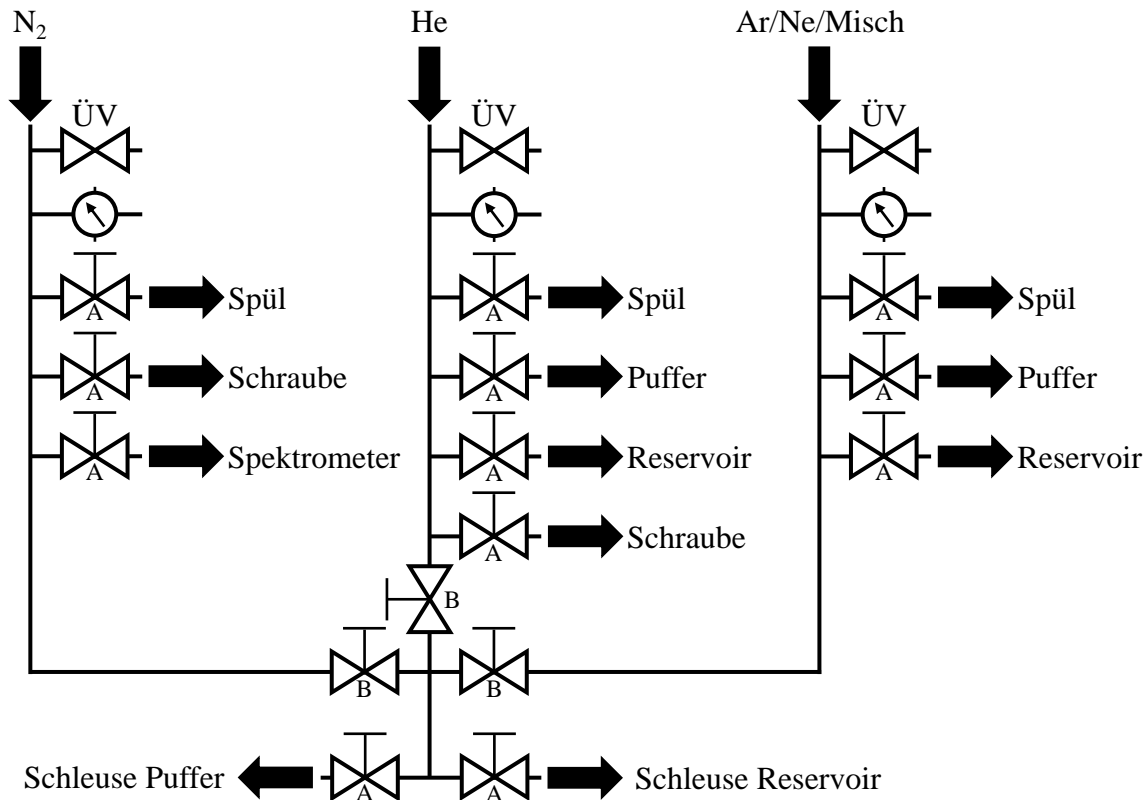 N₂ He Ar/Ne/Misch
ÜV ÜV ÜV
A Spül A Spül A Spül
A Schraube A Puffer A Puffer
A Spektrometer A Reservoir A Reservoir
A Schraube
B
B B
Schleuse Puffer A A Schleuse Reservoir